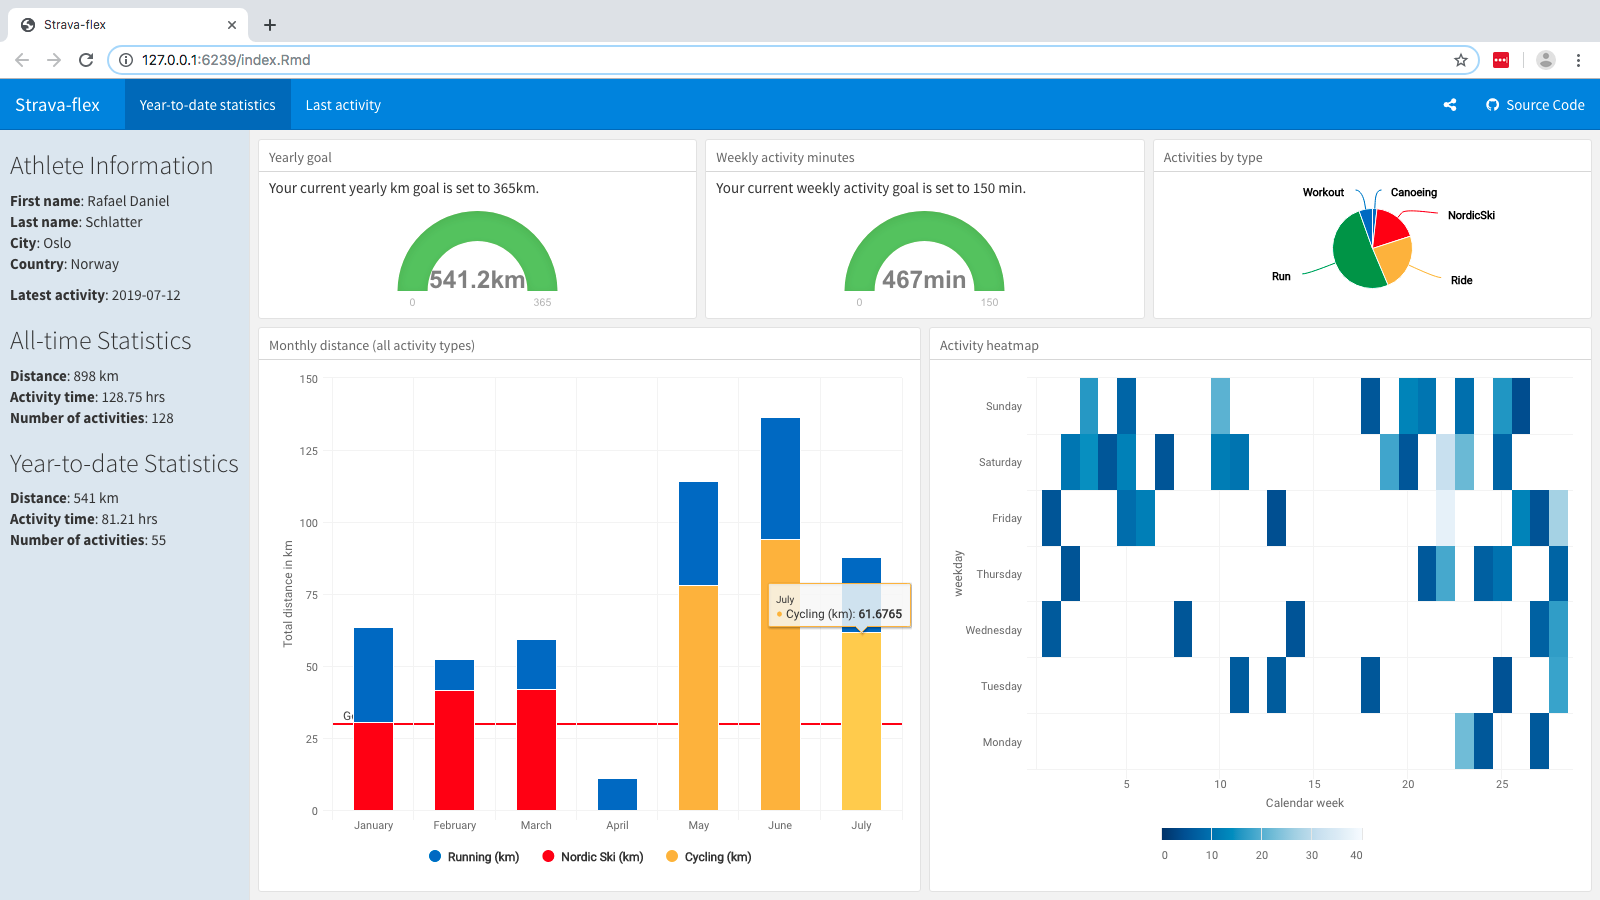 Strava-flex
127.0.0.1:6239/index.Rmd
Strava-flex
Year-to-date statistics
Last activity
Source Code
Athlete Information
First name: Rafael Daniel
Last name: Schlatter
City: Oslo
Country: Norway
Latest activity: 2019-07-12
All-time Statistics
Distance: 898 km
Activity time: 128.75 hrs
Number of activities: 128
Year-to-date Statistics
Distance: 541 km
Activity time: 81.21 hrs
Number of activities: 55
Yearly goal
Your current yearly km goal is set to 365km.
541.2km
0 365
Weekly activity minutes
Your current weekly activity goal is set to 150 min.
467min
0 150
Activities by type
Workout
Canoeing
NordicSki
Run
Ride
Monthly distance (all activity types)
Total distance in km
150
125
100
75
50
25
0
July
Cycling (km): 61.6765
January February March April May June July
Running (km) Nordic Ski (km) Cycling (km)
Activity heatmap
weekday
Sunday
Saturday
Friday
Thursday
Wednesday
Tuesday
Monday
5 10 15 20 25
Calendar week
0 10 20 30 40